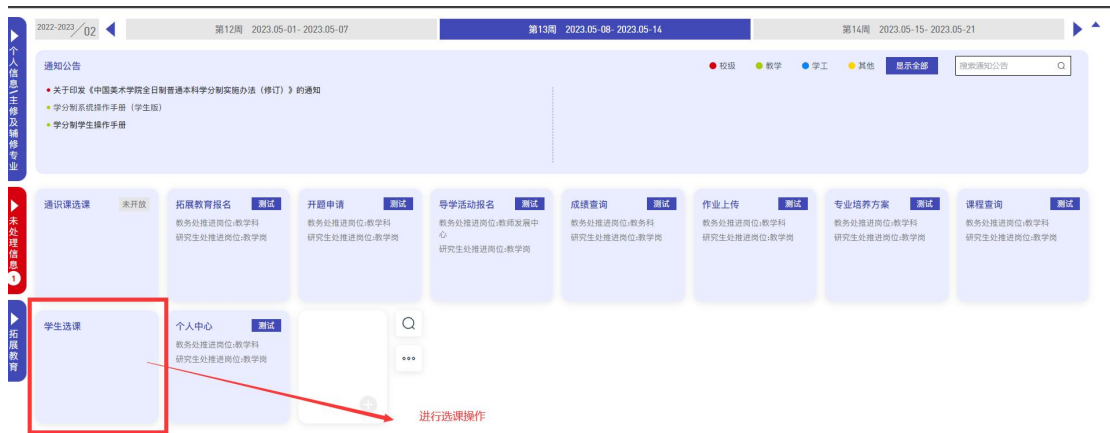 2022-2023/02
第12周 2023.05-01- 2023.05-07
第13周 2023.05-08- 2023.05-14
第14周 2023.05-15- 2023.05-21
个人信息/主修及辅修专业
通知公告
校级
教学
学工
其他
显示全部
搜索通知公告
关于印发《中国美术学院全日制普通本科学分制实施办法（修订）》的通知
学分制系统操作手册（学生版）
学分制学生操作手册
未处理信息
1
通识课选课 未开放
拓展教育报名 测试
教务处推进岗位:教学科
研究生处推进岗位:教学岗
开题申请 测试
教务处推进岗位:教学科
研究生处推进岗位:教学岗
导学活动报名 测试
教务处推进岗位:教师发展中
心
研究生处推进岗位:教学岗
成绩查询 测试
教务处推进岗位:教务科
研究生处推进岗位:教学岗
作业上传 测试
教务处推进岗位:教学科
研究生处推进岗位:教学岗
专业培养方案 测试
教务处推进岗位:教学科
研究生处推进岗位:教学岗
课程查询 测试
教务处推进岗位:教务科
研究生处推进岗位:教学岗
拓展教育
学生选课
个人中心 测试
教务处推进岗位:教学科
研究生处推进岗位:教学岗
进行选课操作